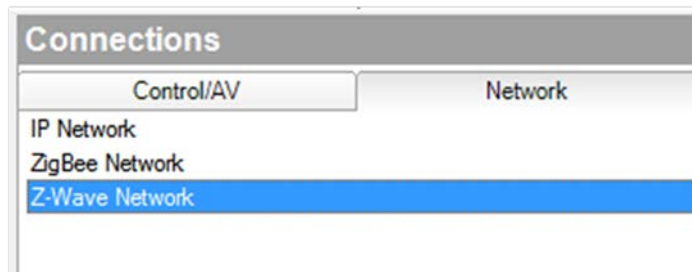 Connections
Control/AV Network
IP Network
ZigBee Network
Z-Wave Network